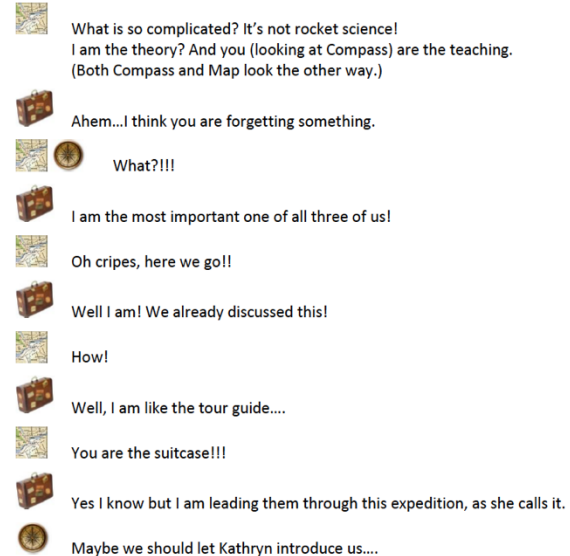 What is so complicated? It's not rocket science!
I am the theory? And you (looking at Compass) are the teaching.
(Both Compass and Map look the other way.)
Ahem...I think you are forgetting something.
What?!!!
I am the most important one of all three of us!
Oh cripes, here we go!!
Well I am! We already discussed this!
How!
Well, I am like the tour guide....
You are the suitcase!!!
Yes I know but I am leading them through this expedition, as she calls it.
Maybe we should let Kathryn introduce us....